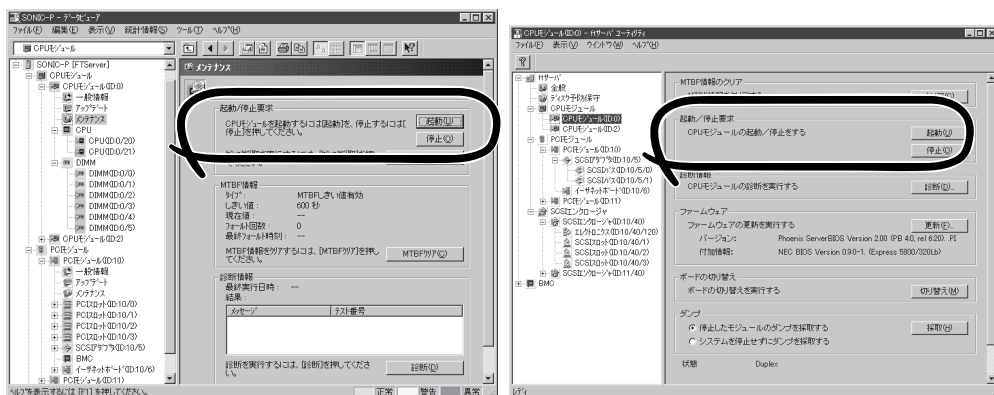 SONIC-P - データビューア
ファイル(F) 編集(E) 表示(V) 統計情報(S) ツール(T) ヘルプ(H)
CPUモジュール
SONIC-P [FTServer]
CPUモジュール
CPUモジュール(ID:0)
一般情報
アップデート
メンテナンス
CPU
CPU(ID:0/20)
CPU(ID:0/21)
DIMM
DIMM(ID:0/0)
DIMM(ID:0/1)
DIMM(ID:0/2)
DIMM(ID:0/3)
DIMM(ID:0/4)
DIMM(ID:0/5)
CPUモジュール(ID:2)
PCIモジュール
PCIモジュール(ID:10)
一般情報
アップデート
メンテナンス
PCIスロット(ID:10/0)
PCIスロット(ID:10/1)
PCIスロット(ID:10/2)
PCIスロット(ID:10/3)
SCSIアダプタ(ID:10/5)
BMC
イーサネットボード(ID:10/6)
PCIモジュール(ID:11)
メンテナンス
起動/停止要求
CPUモジュールを起動するには[起動]を、停止するには[
停止]を押してください。
起動(U)
停止(O)
MTBF情報
タイプ: MTBFしきい値有効
しきい値: 600 秒
現在値: --
フォールト回数: 0
最終フォールト時刻: --
MTBF情報をクリアするには、[MTBFクリア]を押し
てください。
MTBFクリア(C)
診断情報
最終実行日時: --
結果:
メッセージ テスト番号
診断を実行するには、[診断]を押してくださ
い。
診断(D)
ヘルプを表示するには [F1] を押してください。
正常 警告 異常
CPUモジュール(ID:0) - ftサーバ ユーティリティ
ファイル(F) 表示(V) ウインドウ(W) ヘルプ(H)
ftサーバ
全般
ディスク予防保守
CPUモジュール
CPUモジュール(ID:0)
CPUモジュール(ID:2)
PCIモジュール
PCIモジュール(ID:10)
SCSIアダプタ(ID:10/5)
SCSIバス(ID:10/5/0)
SCSIバス(ID:10/5/1)
イーサネットボード(ID:10/6)
PCIモジュール(ID:11)
SCSIエンクロージャ
SCSIエンクロージャ(ID:10/40)
エレクトロニクス(ID:10/40/120)
SCSIスロット(ID:10/40/1)
SCSIスロット(ID:10/40/2)
SCSIスロット(ID:10/40/3)
SCSIエンクロージャ(ID:11/40)
BMC
MTBF情報のクリア
起動/停止要求
CPUモジュールの起動/停止をする
起動(U)
停止(O)
診断情報
CPUモジュールの診断を実行する
診断(D)...
ファームウェア
ファームウェアの更新を実行する
更新(F)...
バージョン: Phoenix ServerBIOS Version 2.00 (PB 4.0, rel 6.20)..PI
付加情報: NEC BIOS Version 0.9.0-1. (Express 5800/320Lb)
ボードの切り替え
ボードの切り替えを実行する
切り替え(M)
ダンプ
停止したモジュールのダンプを採取する
システムを停止せずにダンプを採取する
採取(H)
状態 Duplex
レディ